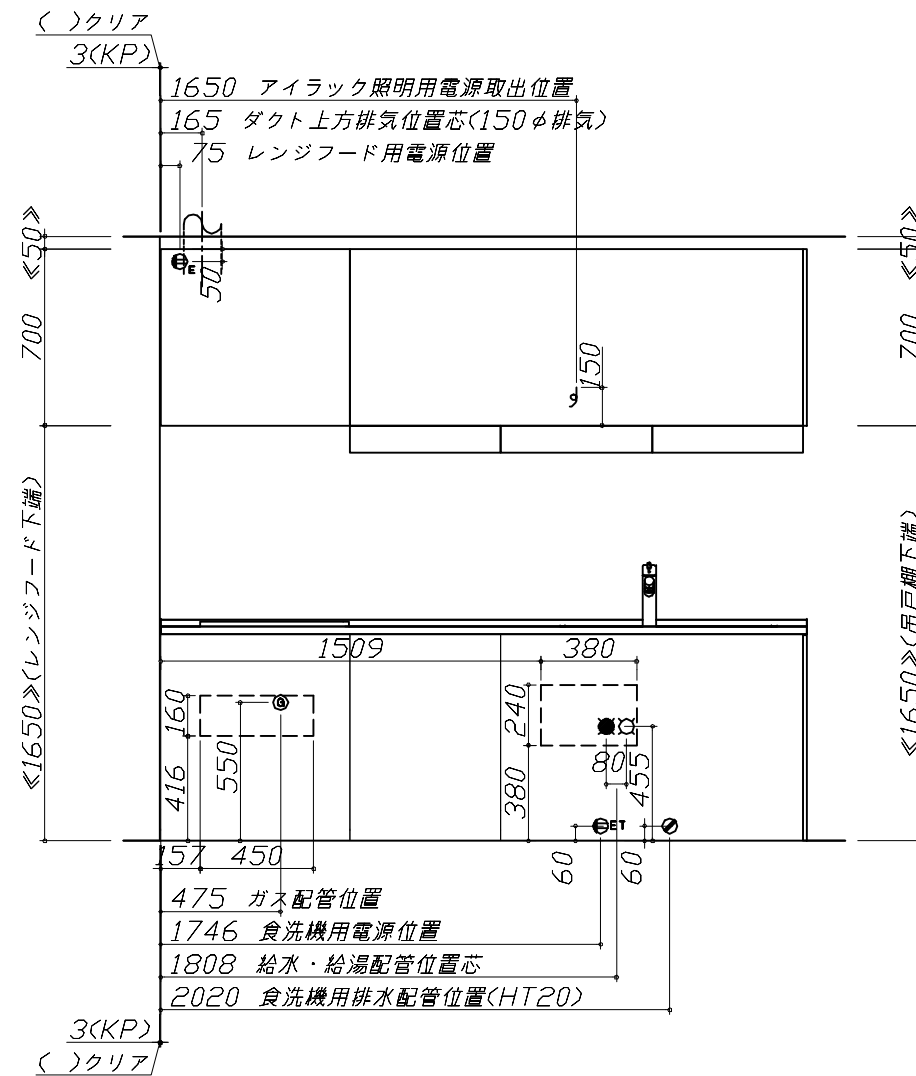 ( )クリア
3(KP)
1650 アイラック照明用電源取出位置
165 ダクト上方排気位置芯(150φ排気)
75 レンジフード用電源位置
≪50≫
≪50≫
E
50
700
700
150
≪1650≫(レンジフード下端)
≪1650≫(吊戸棚下端)
1509
380
160
G
240
550
416
80
455
380
ET
60
60
157
450
475 ガス配管位置
1746 食洗機用電源位置
1808 給水・給湯配管位置芯
2020 食洗機用排水配管位置(HT20)
3(KP)
( )クリア